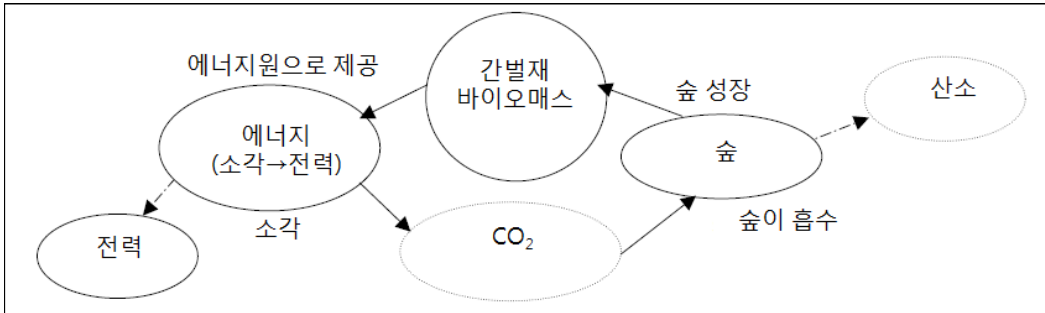 에너지원으로 제공
간벌재
바이오매스
숲 성장
산소
에너지
(소각→전력)
숲
전력
소각
CO₂
숲이 흡수